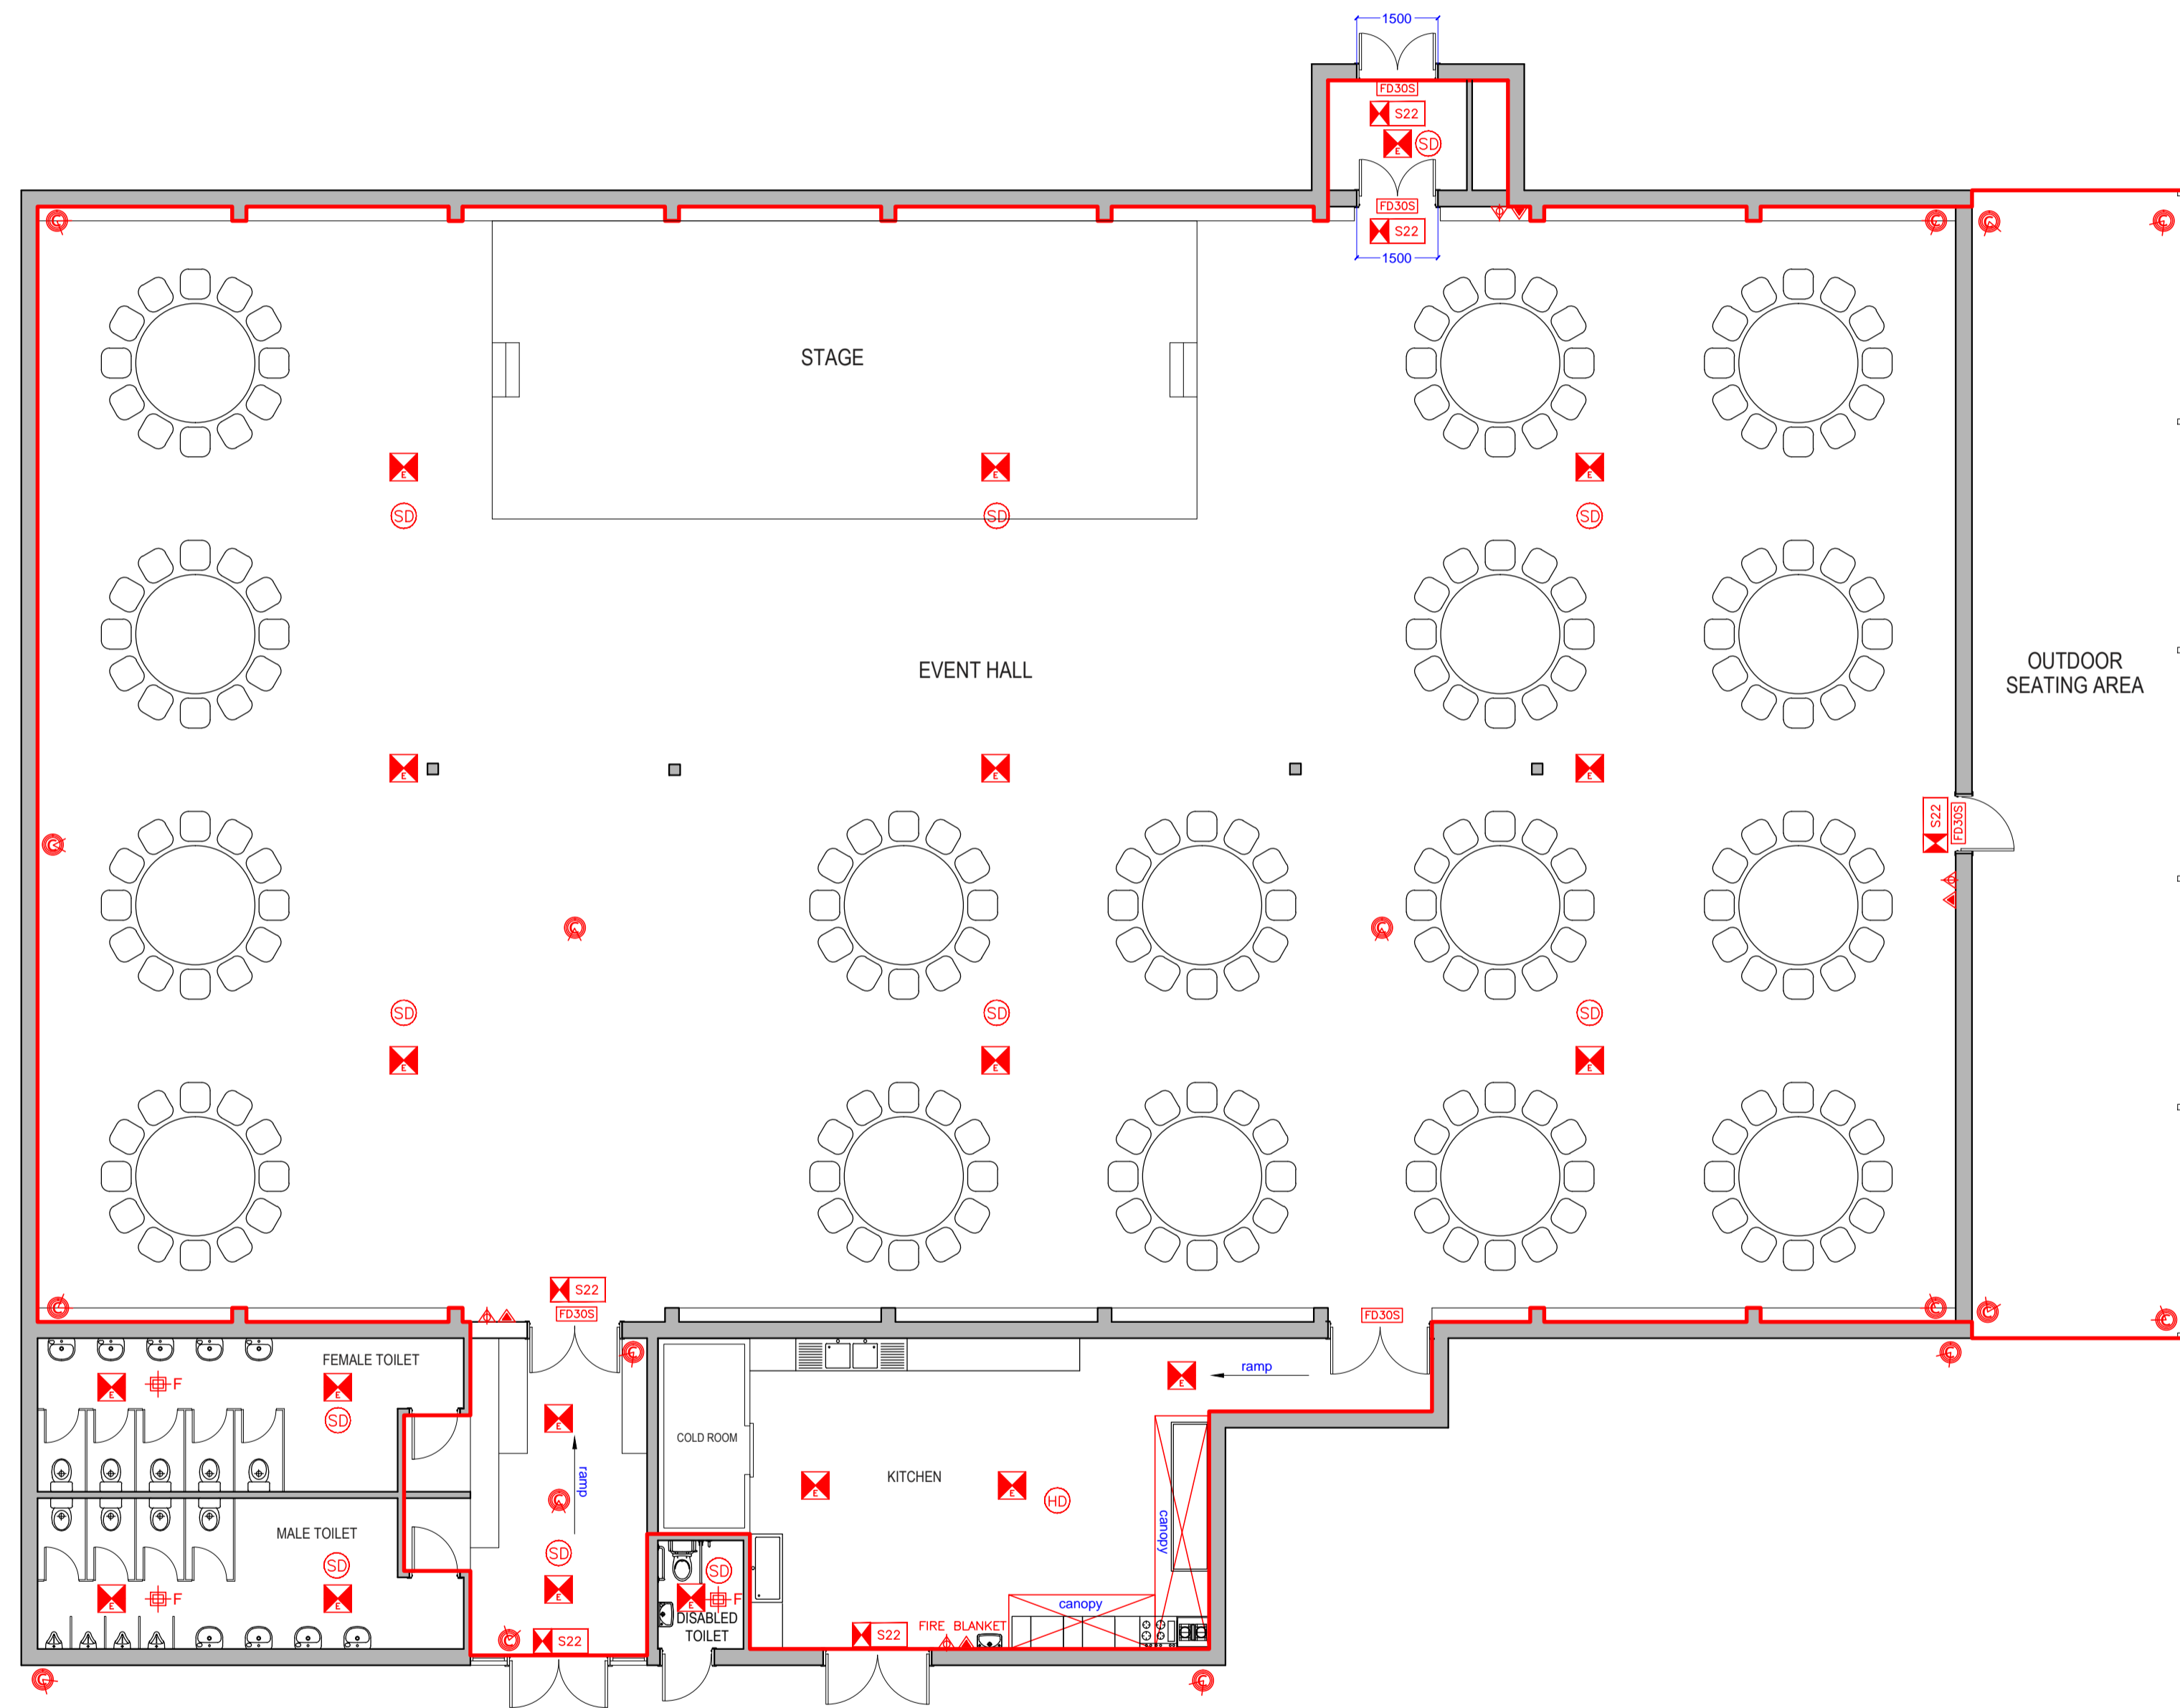 1500
FD30S
S22
E
SD
FD30S
S22
1500
C
C
C
C
STAGE
E
E
E
SD
SD
SD
EVENT HALL
OUTDOOR
SEATING AREA
E
E
E
S22
FD30S
C
C
C
SD
SD
SD
E
E
E
S22
FD30S
FD30S
C
C
C
C
C
C
FEMALE TOILET
E
F
E
SD
E
E
ramp
COLD ROOM
KITCHEN
ramp
E
E
HD
C
canopy
MALE TOILET
SD
SD
SD
E
F
E
E
E
F
DISABLED
TOILET
canopy
FIRE BLANKET
S22
S22
C
C
C